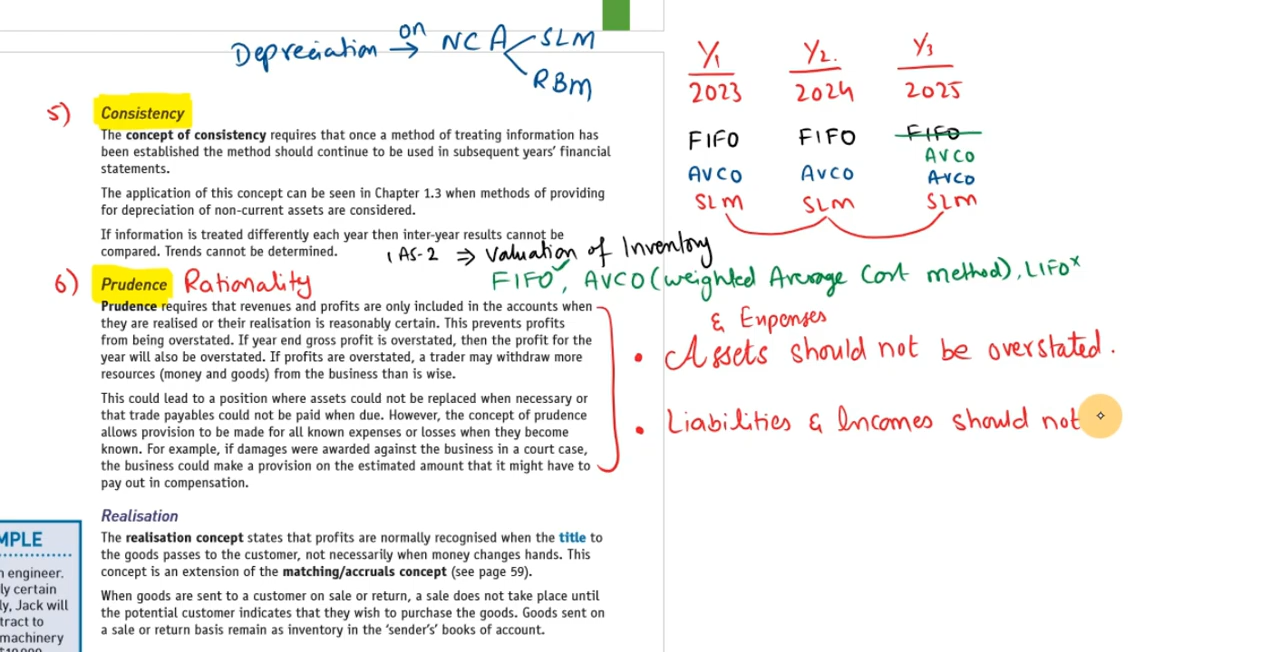 Depreciation → on NCA SLM
RBM
Y1 Y2. Y3
2023 2024 2025
FIFO FIFO FIFO
AVCO
AVCO AVCO AVCO
SLM SLM SLM
5) Consistency
The concept of consistency requires that once a method of treating information has
been established the method should continue to be used in subsequent years' financial
statements.
The application of this concept can be seen in Chapter 1.3 when methods of providing
for depreciation of non-current assets are considered.
If information is treated differently each year then inter-year results cannot be
compared. Trends cannot be determined.
IAS-2 ⇒ Valuation of Inventory
FIFO✓, AVCO (weighted Average Cost method), LIFO×
6) Prudence Rationality
Prudence requires that revenues and profits are only included in the accounts when
they are realised or their realisation is reasonably certain. This prevents profits
from being overstated. If year end gross profit is overstated, then the profit for the
year will also be overstated. If profits are overstated, a trader may withdraw more
resources (money and goods) from the business than is wise.
This could lead to a position where assets could not be replaced when necessary or
that trade payables could not be paid when due. However, the concept of prudence
allows provision to be made for all known expenses or losses when they become
known. For example, if damages were awarded against the business in a court case,
the business could make a provision on the estimated amount that it might have to
pay out in compensation.
& Expenses
• Assets should not be overstated.
• Liabilities & Incomes should not
Realisation
The realisation concept states that profits are normally recognised when the title to
the goods passes to the customer, not necessarily when money changes hands. This
concept is an extension of the matching/accruals concept (see page 59).
When goods are sent to a customer on sale or return, a sale does not take place until
the potential customer indicates that they wish to purchase the goods. Goods sent on
a sale or return basis remain as inventory in the 'sender's' books of account.
MPLE
n engineer.
ly certain
ly, Jack will
tract to
machinery